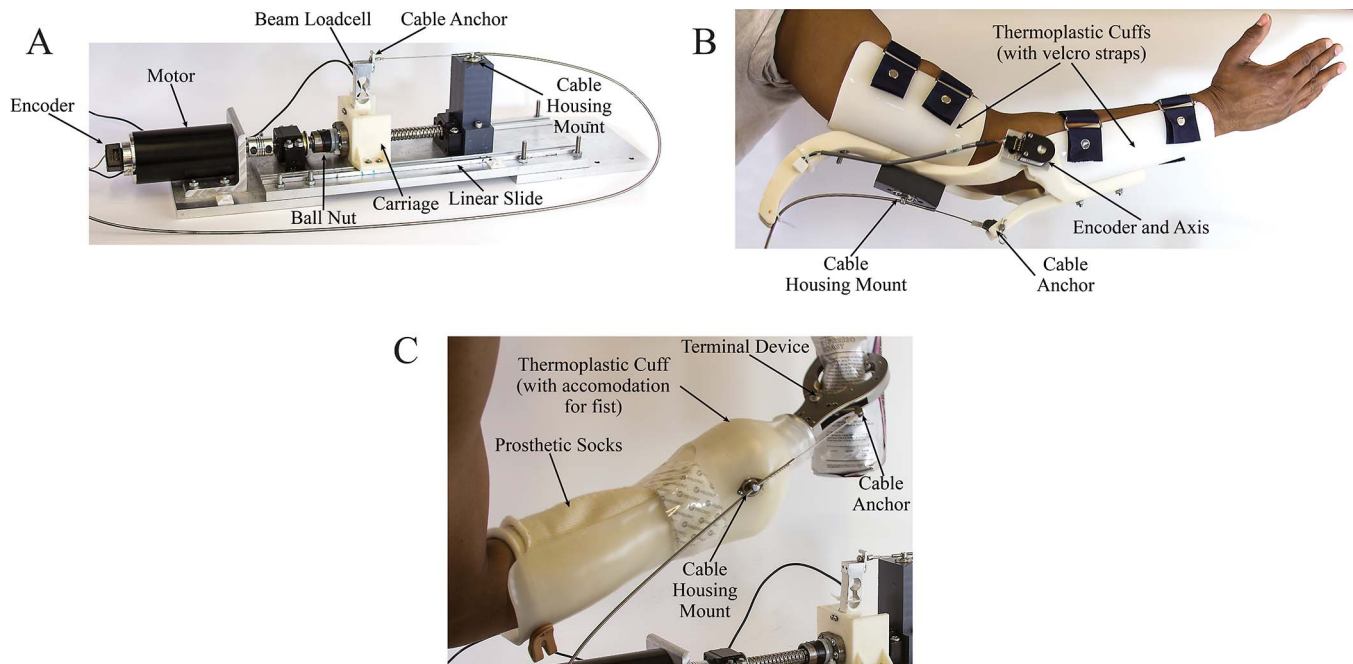 A
Beam Loadcell
Cable Anchor
Motor
Encoder
Cable
Housing
Mount
Linear Slide
Carriage
Ball Nut
B
Thermoplastic Cuffs
(with velcro straps)
Encoder and Axis
Cable
Housing Mount
Cable
Anchor
C
Terminal Device
Thermoplastic Cuff
(with accomodation
for fist)
Prosthetic Socks
Cable
Anchor
Cable
Housing
Mount